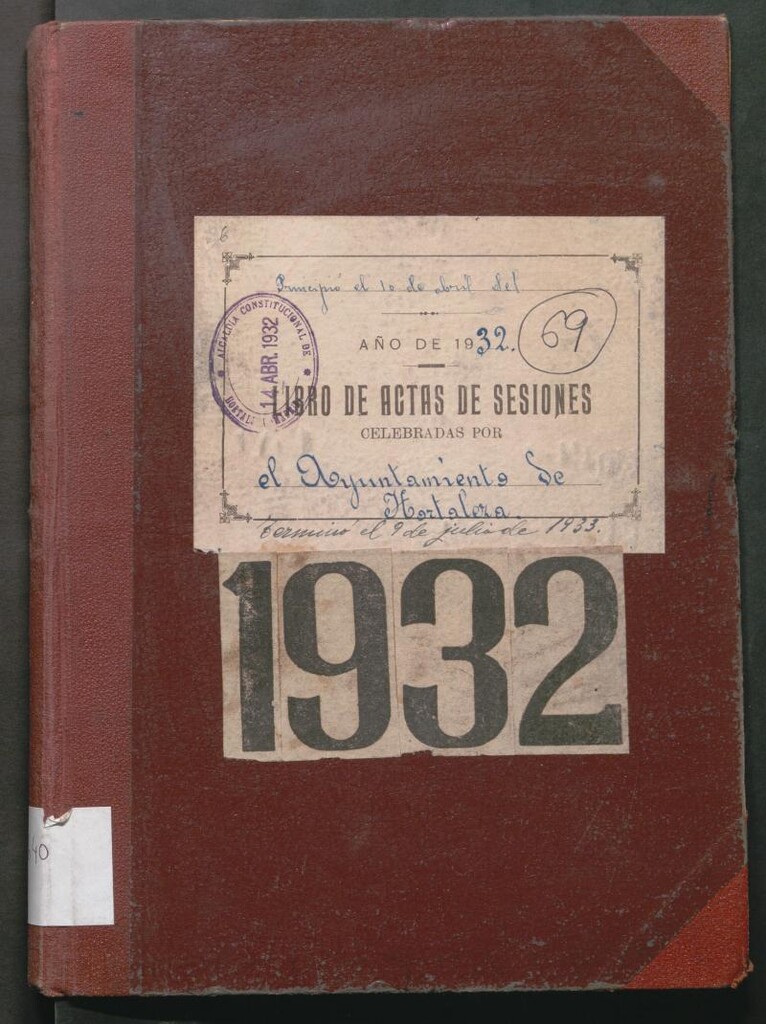 6
Principió el 1º de abril del
AÑO DE 1932.
69
ALCALDIA CONSTITUCIONAL DE
14 ABR. 1932
LIBRO DE ACTAS DE SESIONES
CELEBRADAS POR
el Ayuntamiento de
Hortaleza.
terminó el 9 de julio de 1933.
1932
40